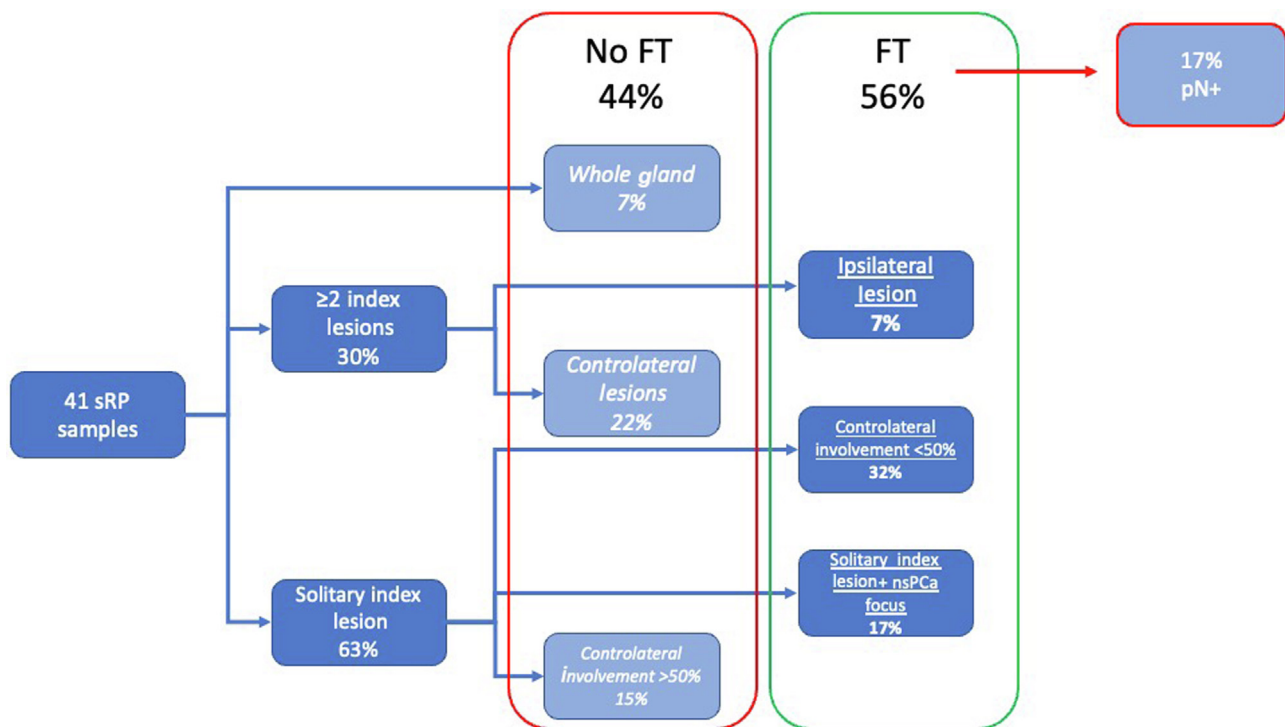 No FT
44%
FT
56%
17%
pN+
Whole gland
7%
≥2 index
lesions
30%
Ipsilateral
lesion
7%
Controlateral
lesions
22%
41 sRP
samples
Controlateral
involvement <50%
32%
Solitary index
lesion
63%
Solitary index
lesion+ nsPCa
focus
17%
Controlateral
involvement >50%
15%